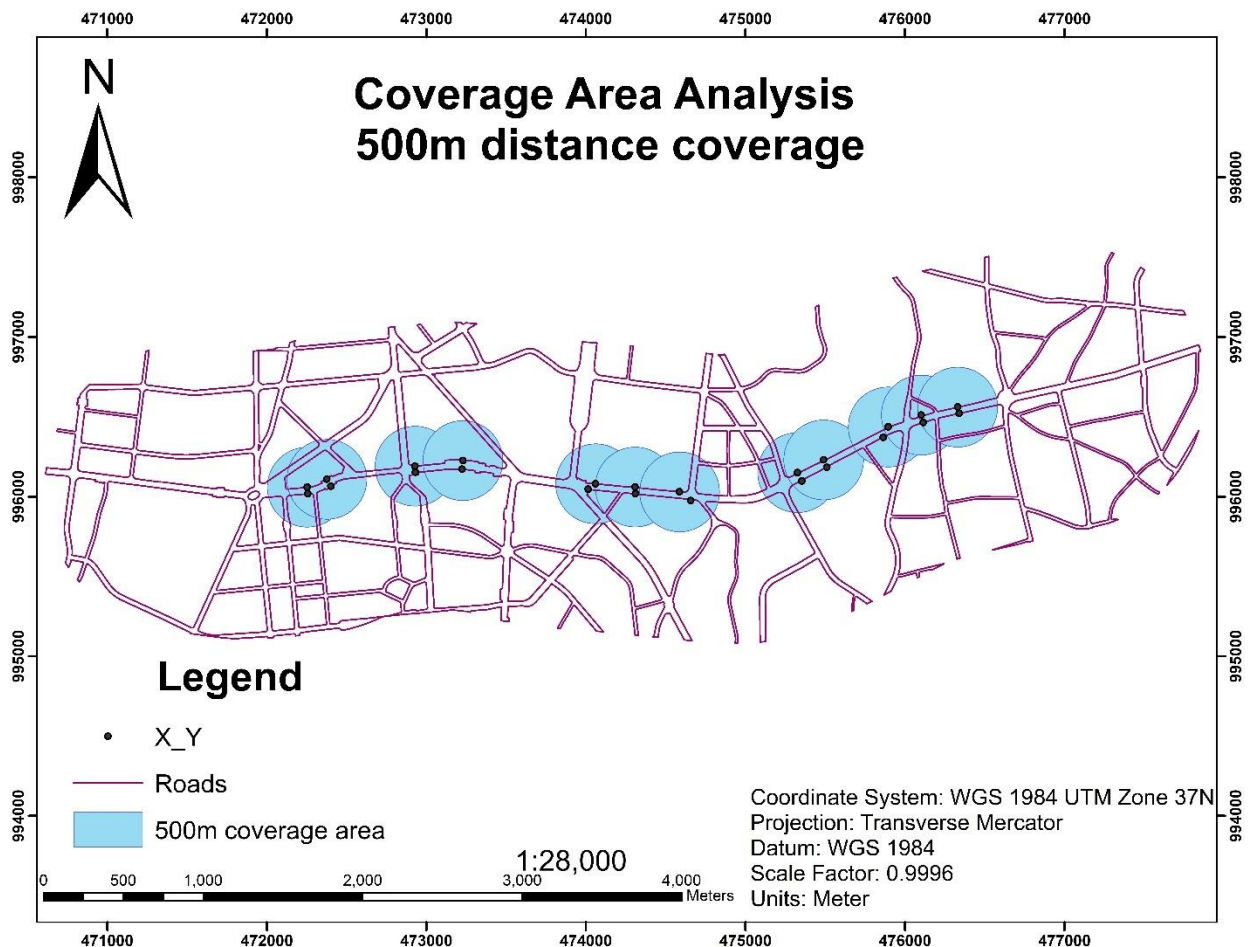 471000 472000 473000 474000 475000 476000 477000
N
Coverage Area Analysis
500m distance coverage
998000 998000
997000 997000
996000 996000
995000 995000
Legend
X_Y
Roads
500m coverage area
994000 994000
Coordinate System: WGS 1984 UTM Zone 37N
Projection: Transverse Mercator
Datum: WGS 1984
Scale Factor: 0.9996
Units: Meter
1:28,000
0 500 1,000 2,000 3,000 4,000
Meters
471000 472000 473000 474000 475000 476000 477000